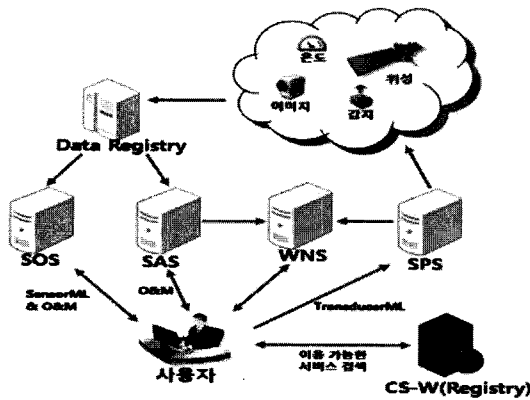 온도
위성
이미지
감지
Data Registry
SOS
SAS
WNS
SPS
SensorML
& O&M
O&M
TransducerML
사용자
이용 가능한
서비스 검색
CS-W(Registry)